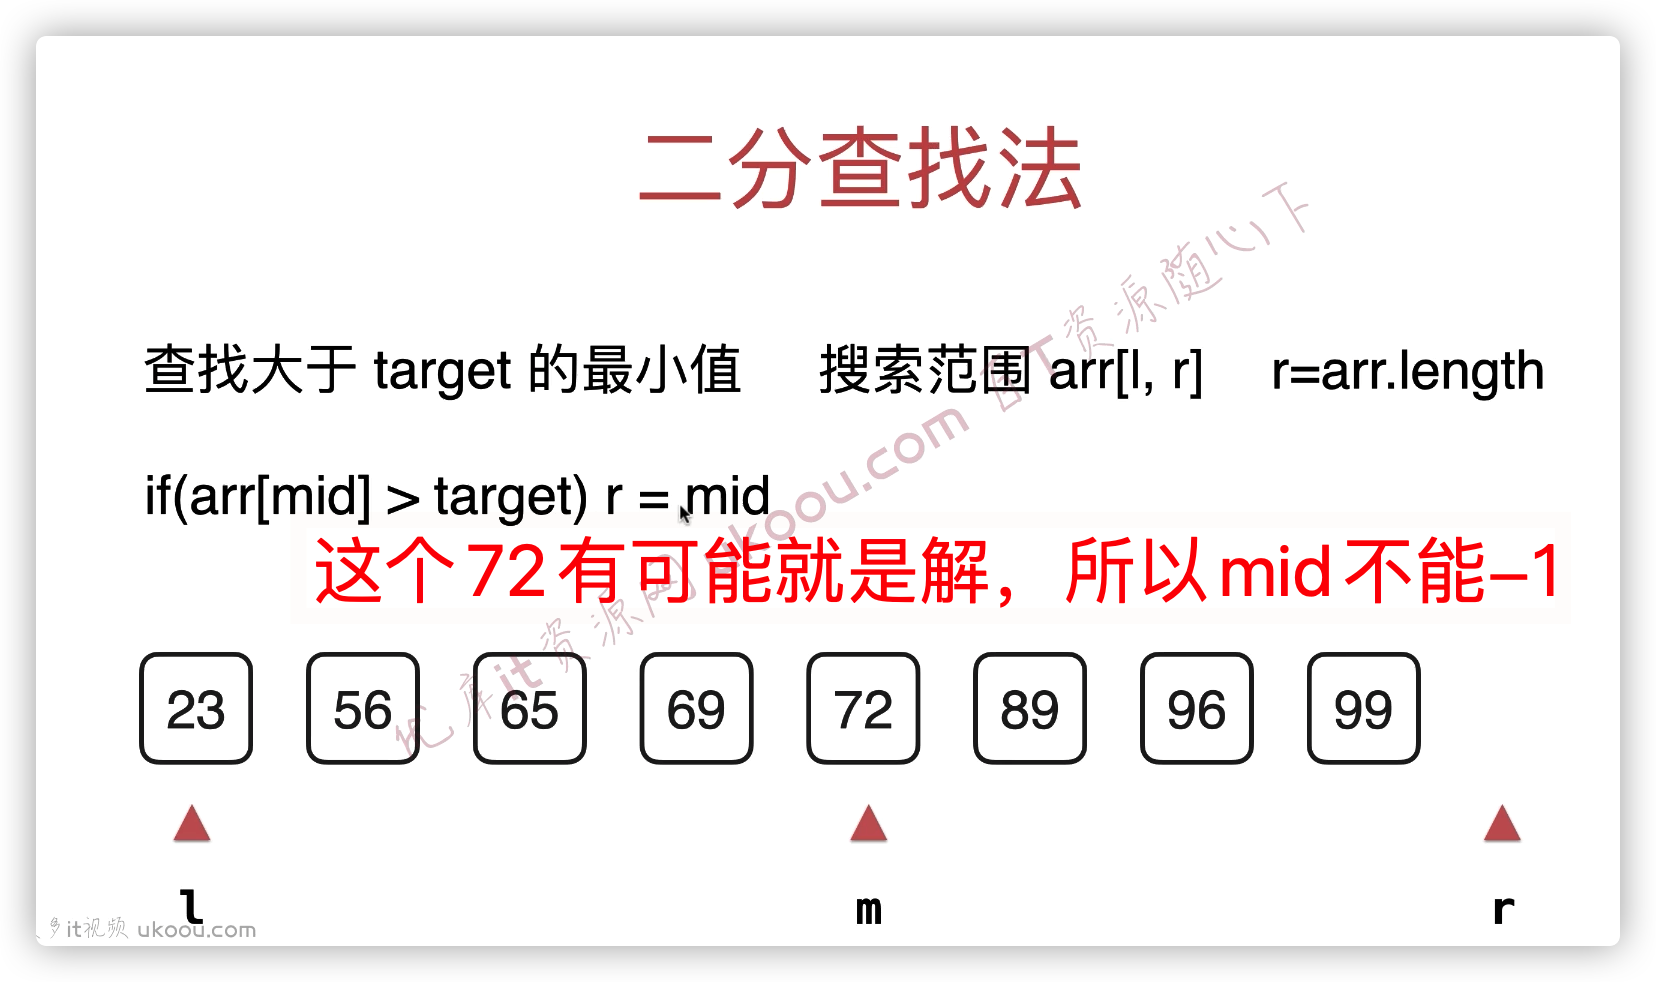 二分查找法
查找大于 target 的最小值 搜索范围 arr[l, r] r=arr.length
if(arr[mid] > target) r = mid
这个72有可能就是解，所以mid不能-1
23 56 65 69 72 89 96 99
l m r
it资源网 ukoou.com 百T资源随心下
多it视频 ukoou.com